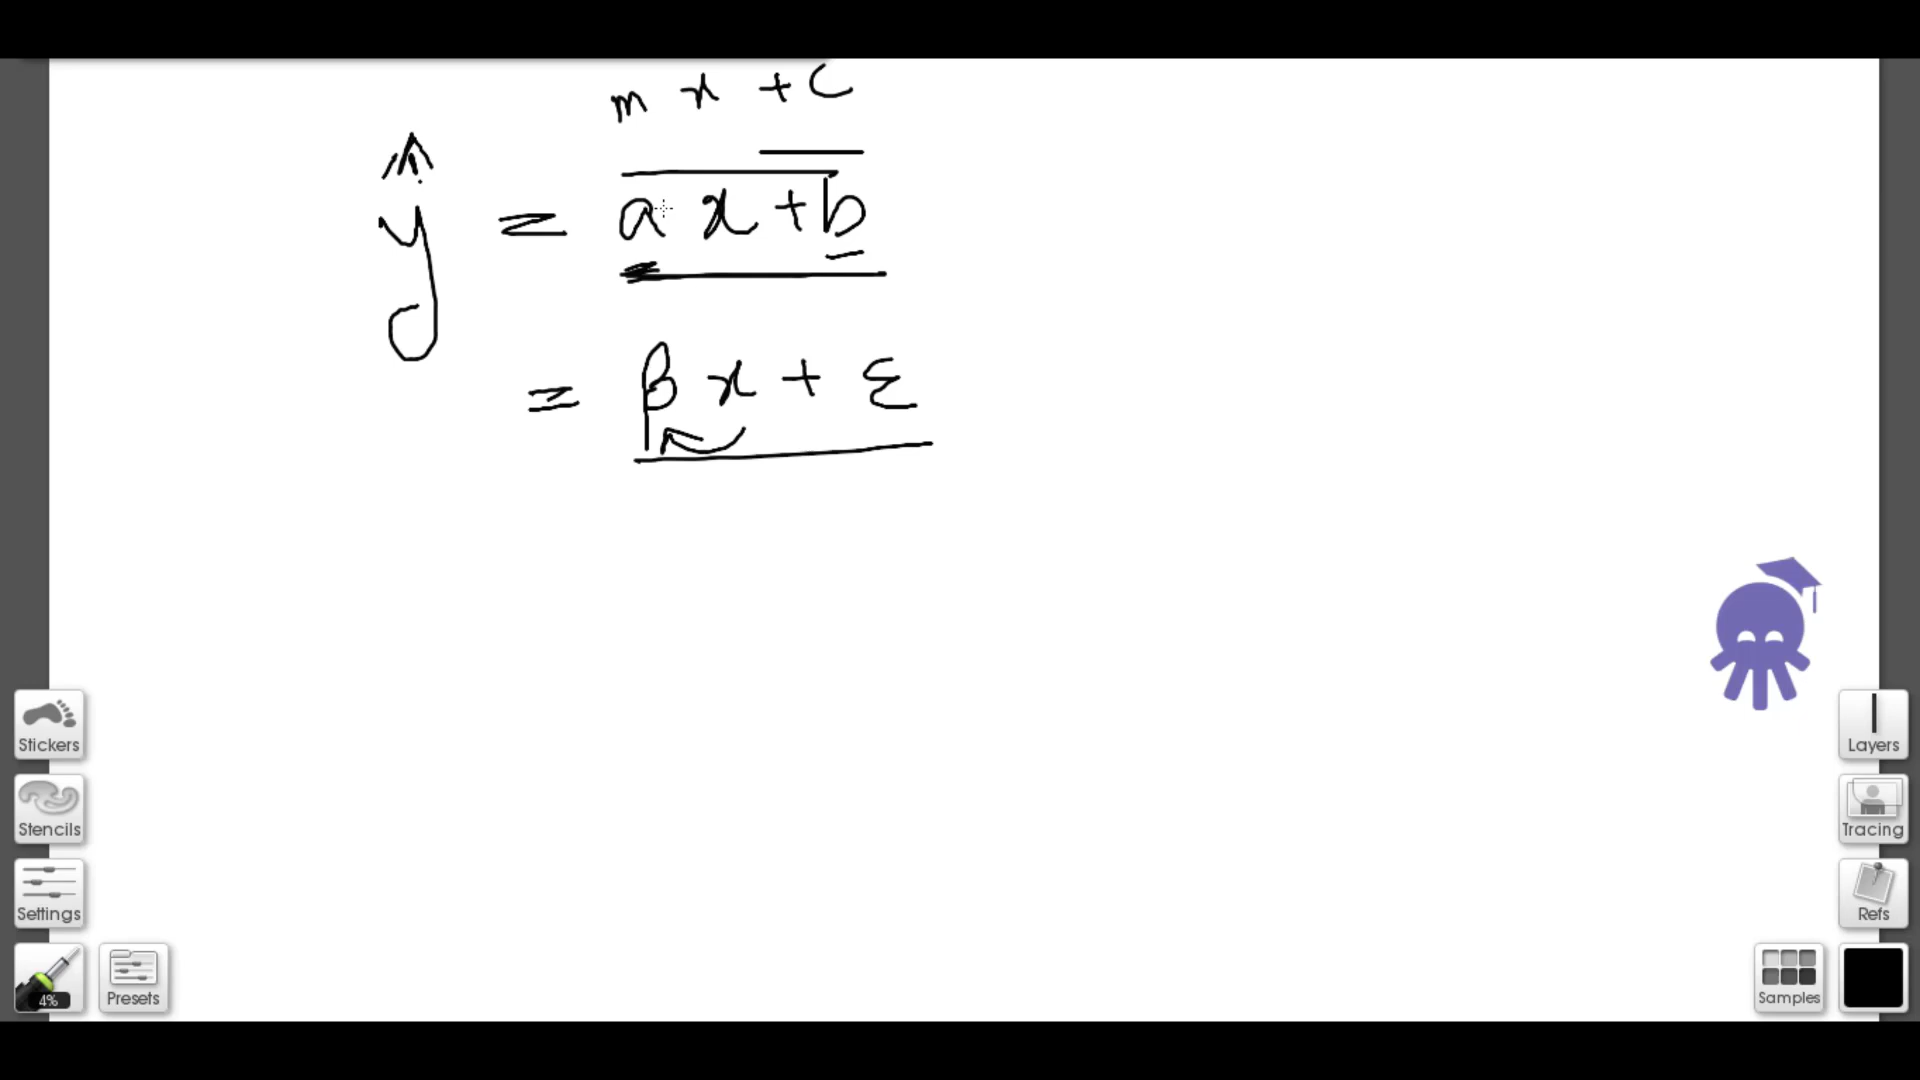 m x + c
ŷ = a x + b
= β x + ε
Stickers
Stencils
Settings
4%
Presets
Layers
Tracing
Refs
Samples